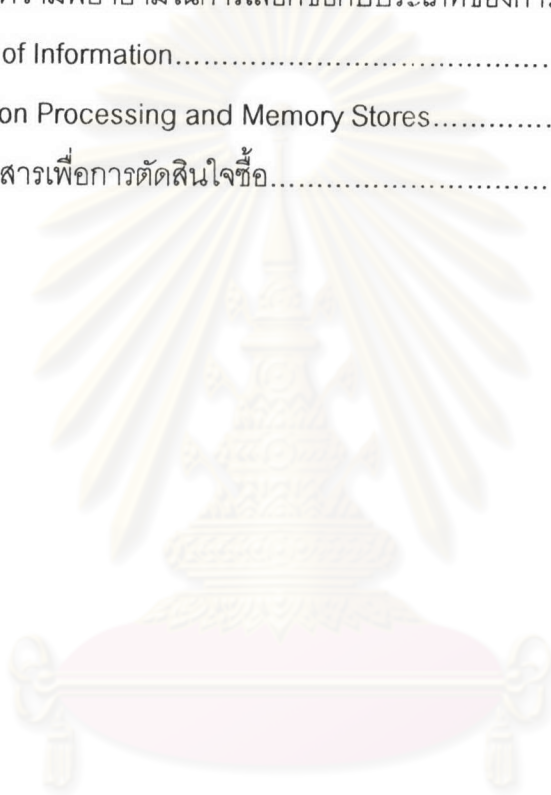 of Information..............................................
on Processing and Memory Stores.............
สารเพื่อการตัดสินใจซื้อ..............................